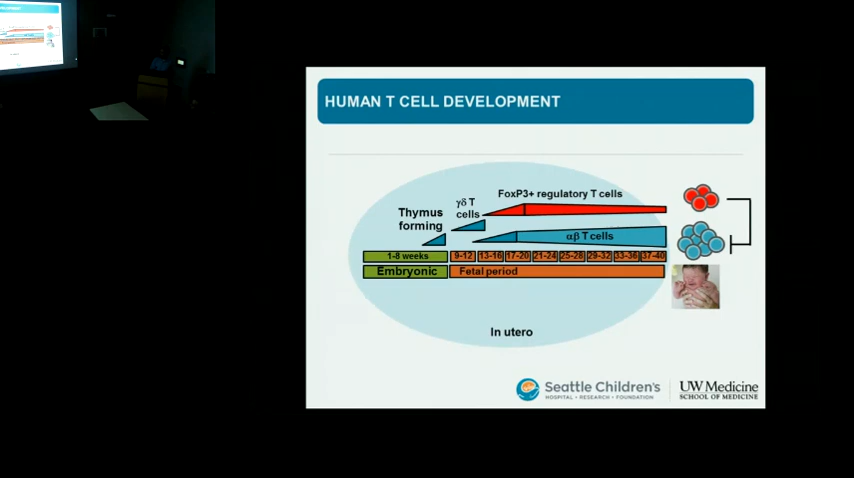 HUMAN T CELL DEVELOPMENT
FoxP3+ regulatory T cells
γδ T
cells
Thymus
forming
αβ T cells
1-8 weeks
9-12
13-16
17-20
21-24
25-28
29-32
33-36
37-40
Embryonic
Fetal period
In utero
Seattle Children's
HOSPITAL • RESEARCH • FOUNDATION
UW Medicine
SCHOOL OF MEDICINE